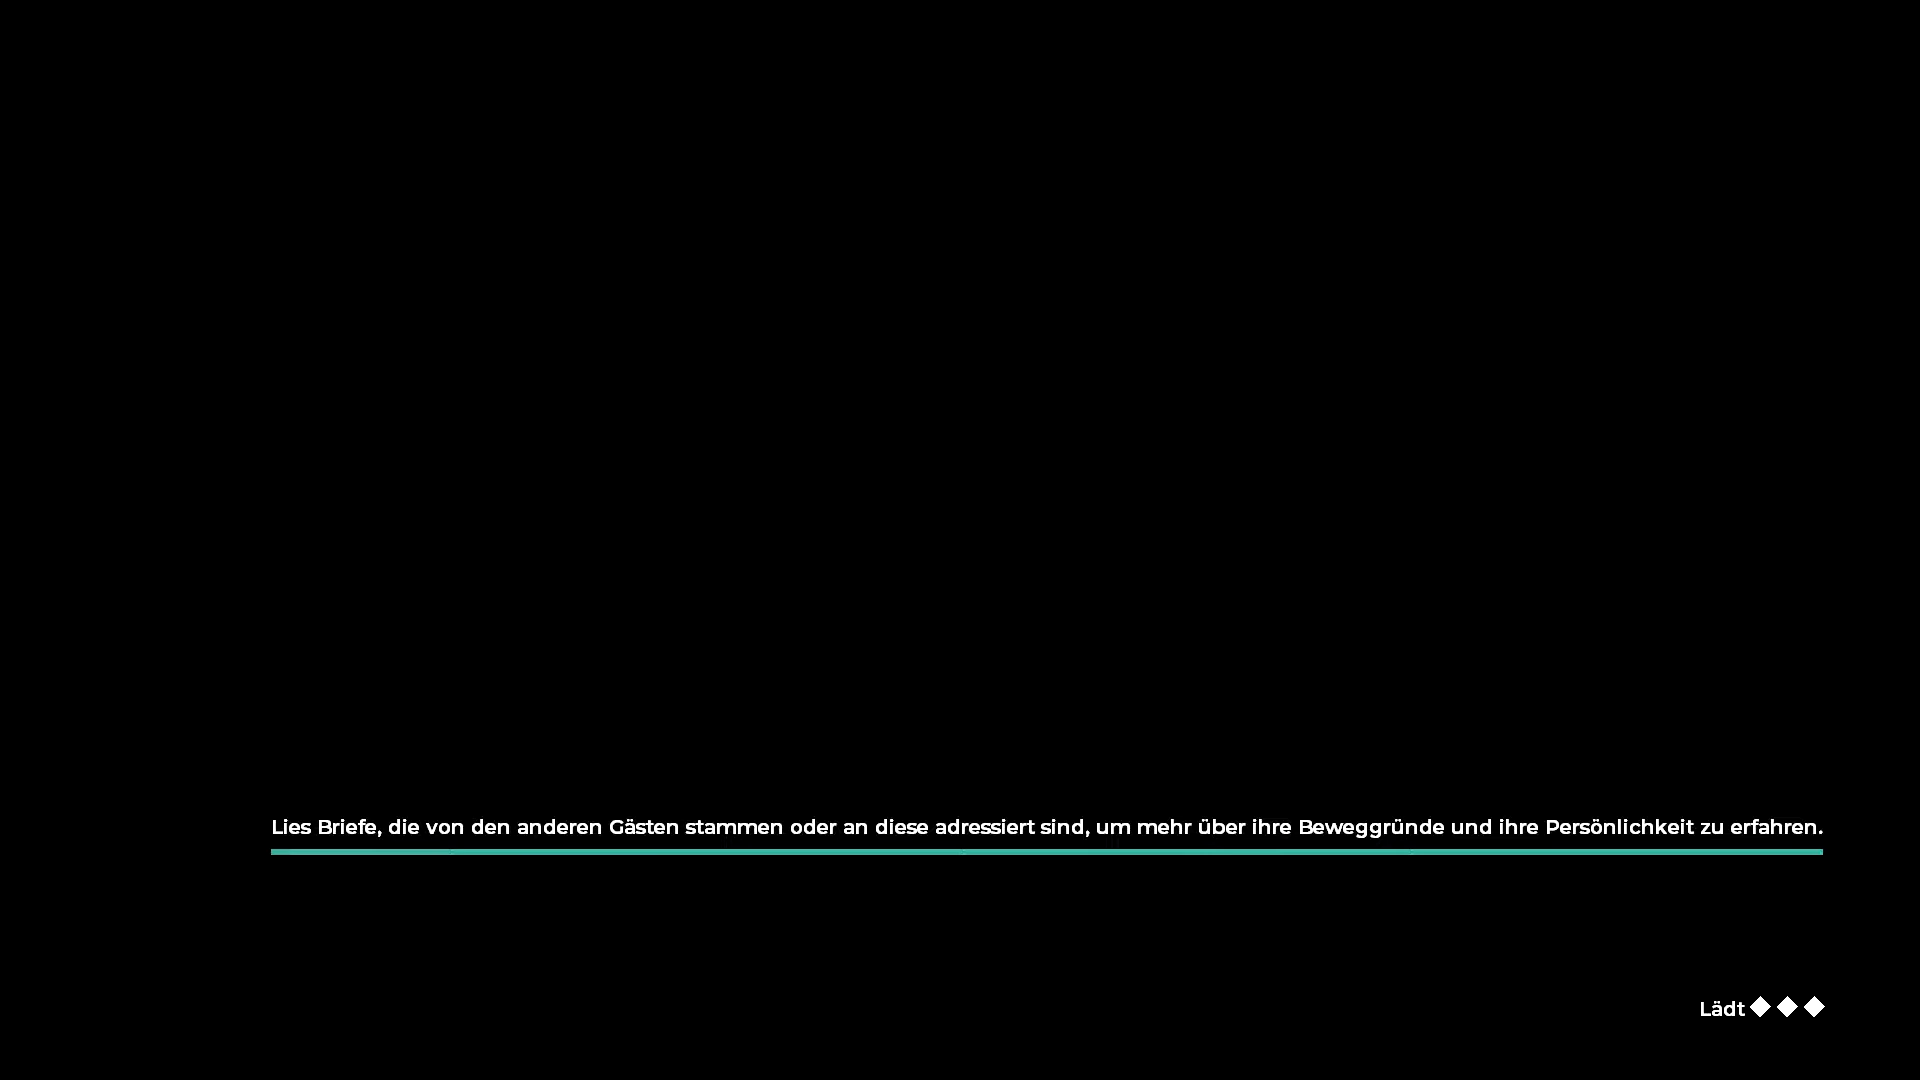 Lies Briefe, die von den anderen Gästen stammen oder an diese adressiert sind, um mehr über ihre Beweggründe und ihre Persönlichkeit zu erfahren.
Lädt